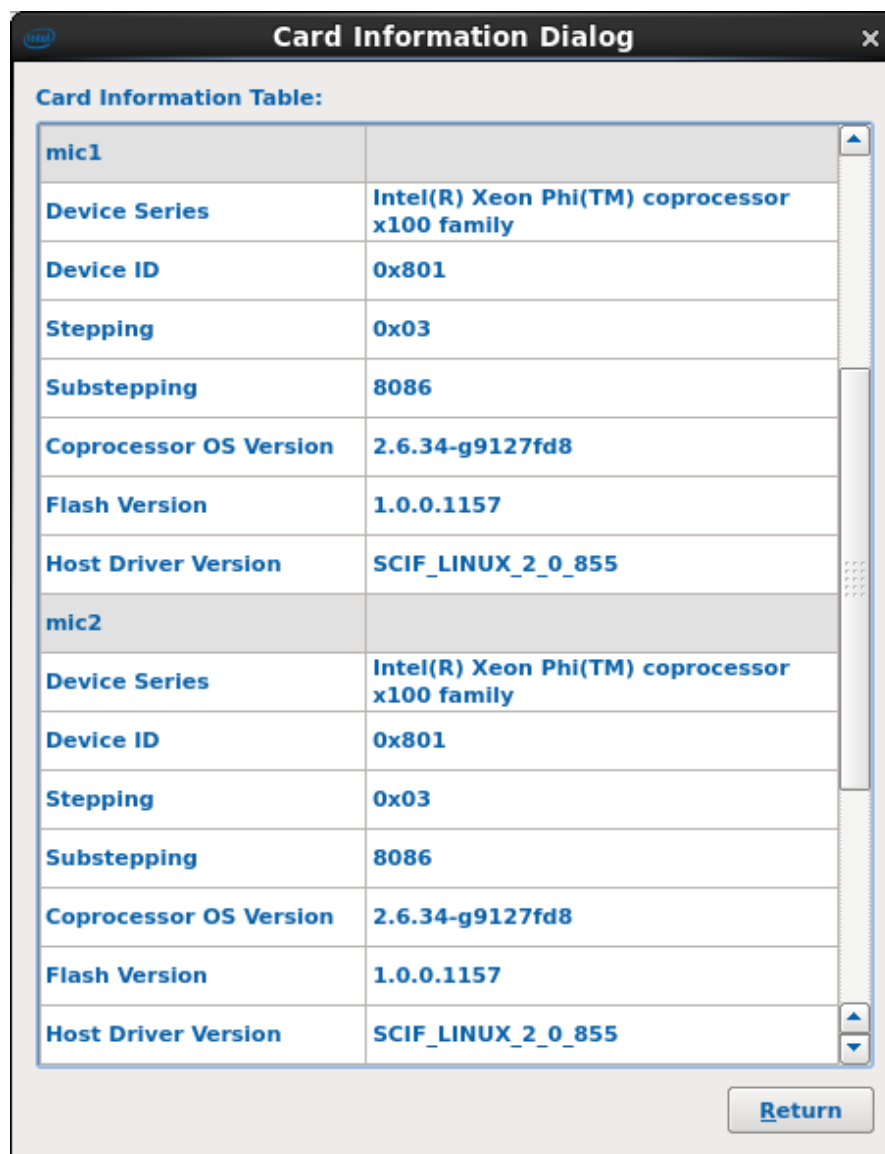 intel
Card Information Dialog
Card Information Table:
mic1
Device Series Intel(R) Xeon Phi(TM) coprocessor
x100 family
Device ID 0x801
Stepping 0x03
Substepping 8086
Coprocessor OS Version 2.6.34-g9127fd8
Flash Version 1.0.0.1157
Host Driver Version SCIF_LINUX_2_0_855
mic2
Device Series Intel(R) Xeon Phi(TM) coprocessor
x100 family
Device ID 0x801
Stepping 0x03
Substepping 8086
Coprocessor OS Version 2.6.34-g9127fd8
Flash Version 1.0.0.1157
Host Driver Version SCIF_LINUX_2_0_855
Return